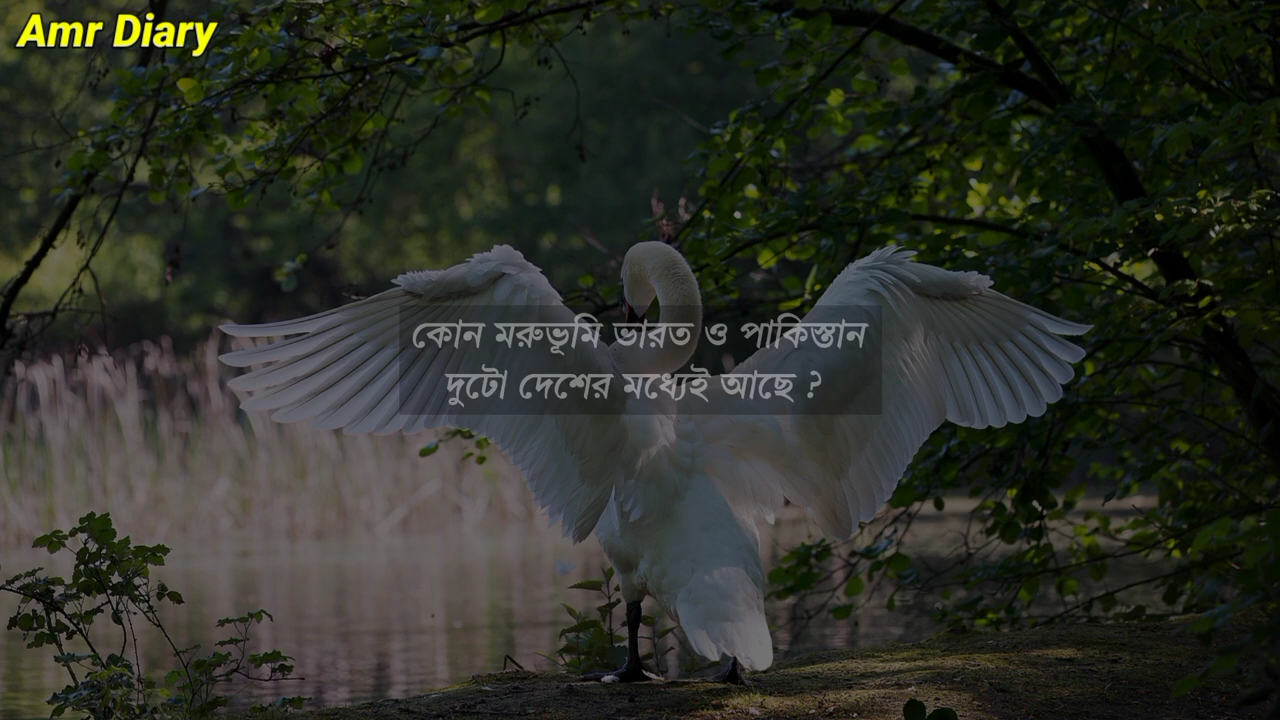 Amr Diary
কোন মরুভূমি ভারত ও পাকিস্তান
দুটো দেশের মধ্যেই আছে ?